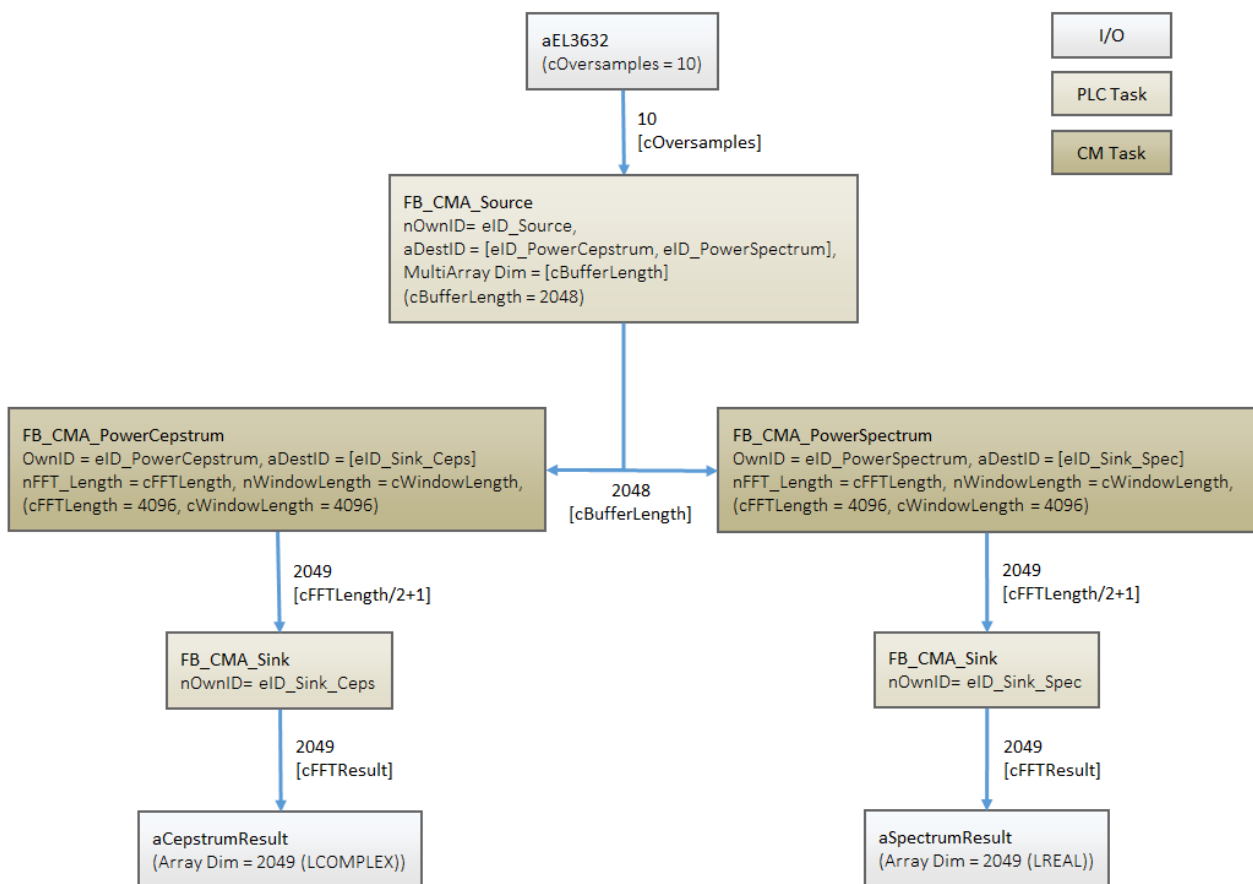 aEL3632
(cOversamples = 10)
I/O
PLC Task
CM Task
10
[cOversamples]
FB_CMA_Source
nOwnID= eID_Source,
aDestID = [eID_PowerCepstrum, eID_PowerSpectrum],
MultiArray Dim = [cBufferLength]
(cBufferLength = 2048)
FB_CMA_PowerCepstrum
OwnID = eID_PowerCepstrum, aDestID = [eID_Sink_Ceps]
nFFT_Length = cFFTLength, nWindowLength = cWindowLength,
(cFFTLength = 4096, cWindowLength = 4096)
2048
[cBufferLength]
FB_CMA_PowerSpectrum
OwnID = eID_PowerSpectrum, aDestID = [eID_Sink_Spec]
nFFT_Length = cFFTLength, nWindowLength = cWindowLength,
(cFFTLength = 4096, cWindowLength = 4096)
2049
[cFFTLength/2+1]
2049
[cFFTLength/2+1]
FB_CMA_Sink
nOwnID= eID_Sink_Ceps
FB_CMA_Sink
nOwnID= eID_Sink_Spec
2049
[cFFTResult]
2049
[cFFTResult]
aCepstrumResult
(Array Dim = 2049 (LCOMPLEX))
aSpectrumResult
(Array Dim = 2049 (LREAL))